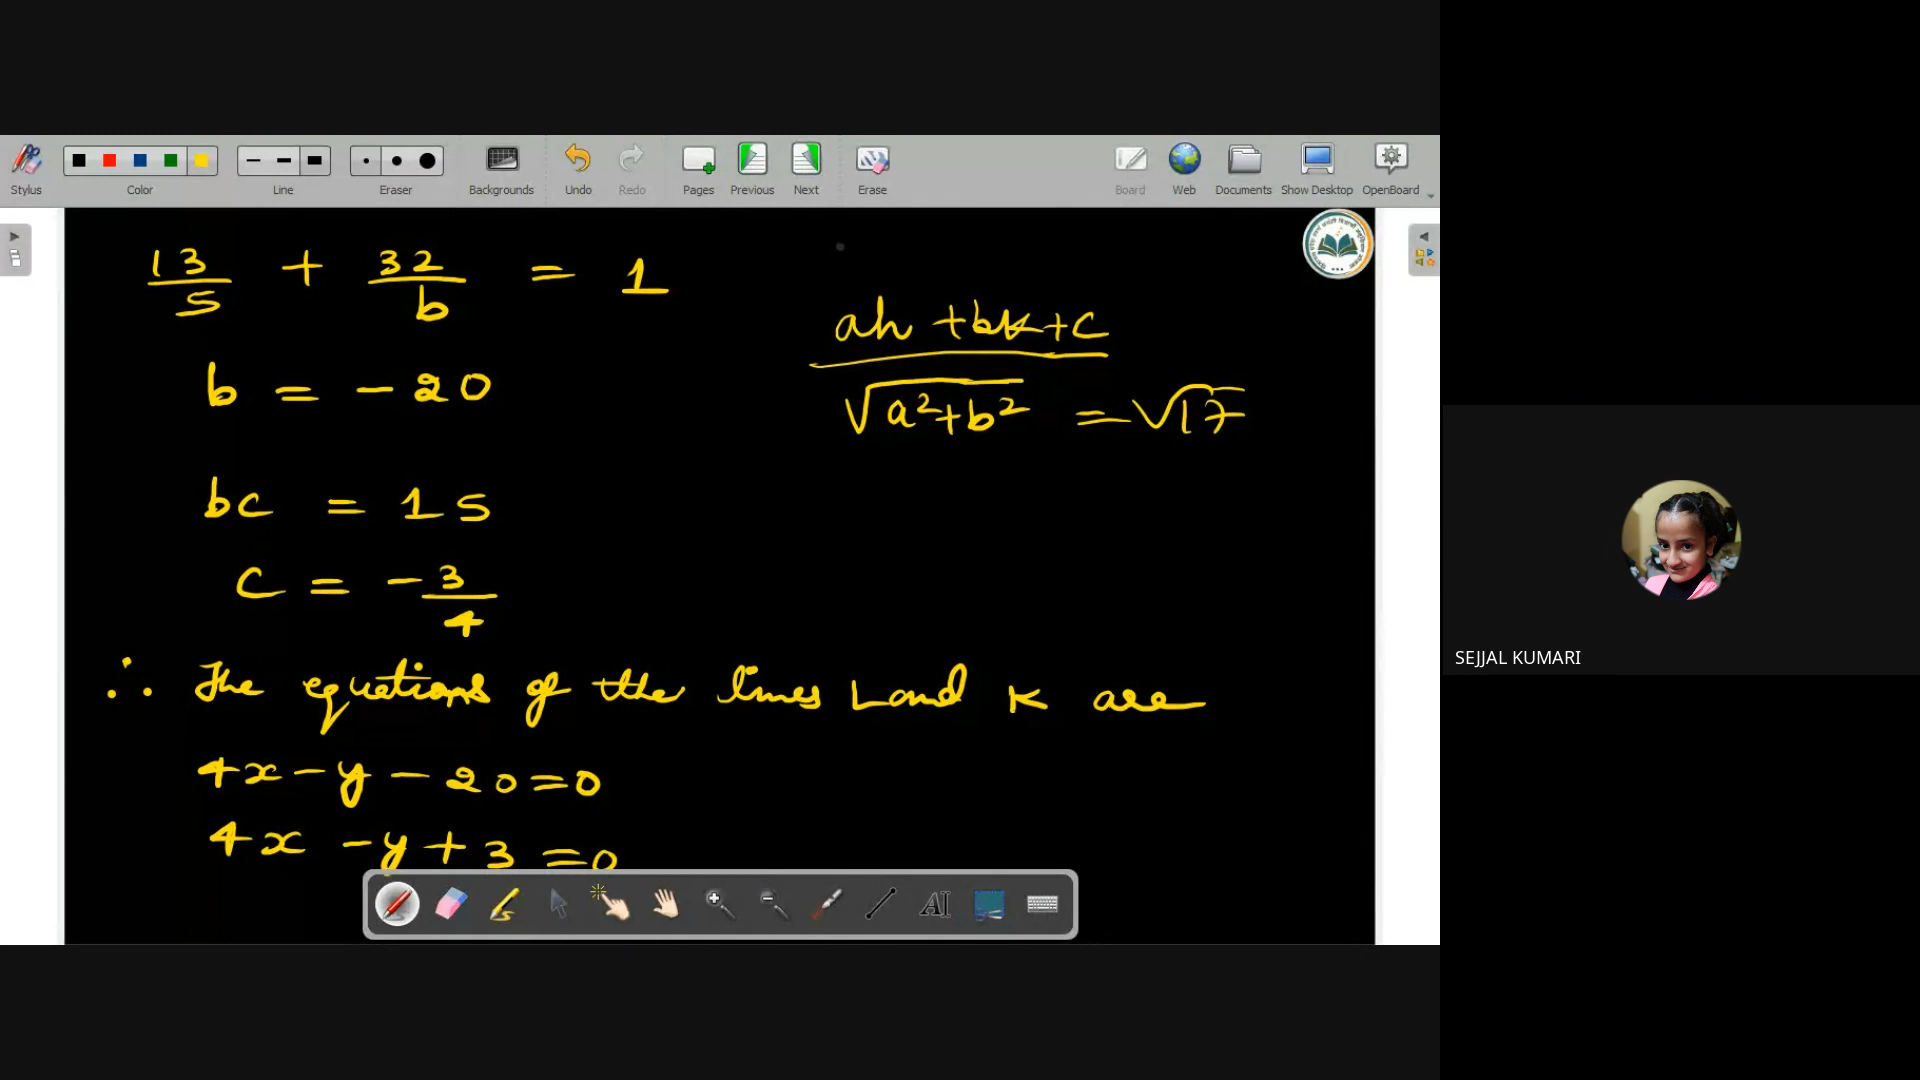 Stylus Color Line Eraser Backgrounds Undo Redo Pages Previous Next Erase Board Web Documents Show Desktop OpenBoard
13/5 + 32/b = 1
b = -20
bc = 15
c = -3/4
∴ The equations of the lines L and K are
4x - y - 20 = 0
4x - y + 3 = 0
ah + bk + c
/ √a²+b² = √17
AI
SEJJAL KUMARI